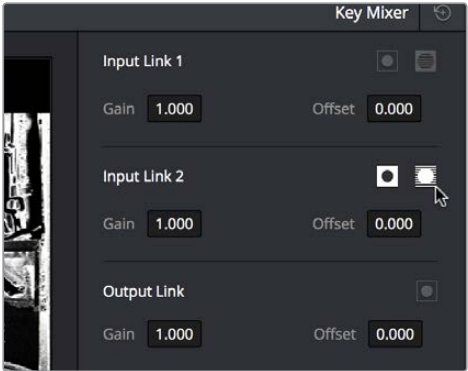 Key Mixer
Input Link 1
Gain 1.000 Offset 0.000
Input Link 2
Gain 1.000 Offset 0.000
Output Link
Gain 1.000 Offset 0.000